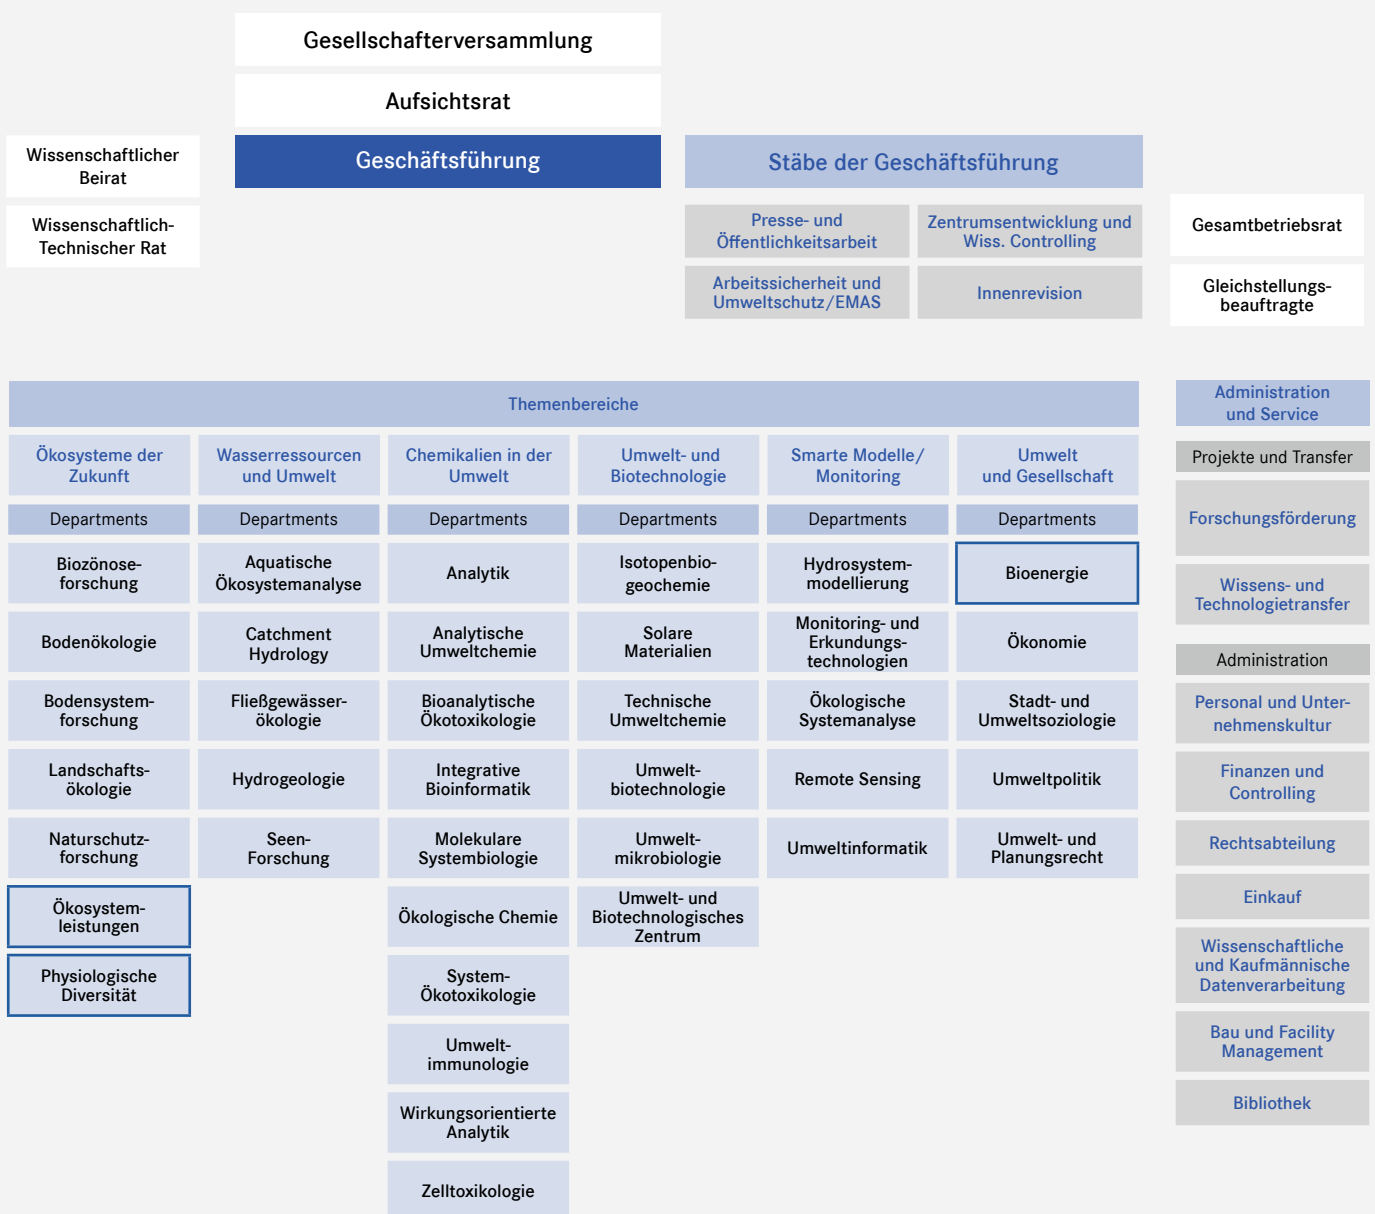 Gesellschafterversammlung
Aufsichtsrat
Geschäftsführung
Wissenschaftlicher
Beirat
Wissenschaftlich-
Technischer Rat
Stäbe der Geschäftsführung
Presse- und
Öffentlichkeitsarbeit
Zentrumsentwicklung und
Wiss. Controlling
Arbeitssicherheit und
Umweltschutz/EMAS
Innenrevision
Gesamtbetriebsrat
Gleichstellungs-
beauftragte
Themenbereiche
Ökosysteme der
Zukunft
Departments
Biozönose-
forschung
Bodenökologie
Bodensystem-
forschung
Landschafts-
ökologie
Naturschutz-
forschung
Ökosystem-
leistungen
Physiologische
Diversität
Wasserressourcen
und Umwelt
Departments
Aquatische
Ökosystemanalyse
Catchment
Hydrology
Fließgewässer-
ökologie
Hydrogeologie
Seen-
Forschung
Chemikalien in der
Umwelt
Departments
Analytik
Analytische
Umweltchemie
Bioanalytische
Ökotoxikologie
Integrative
Bioinformatik
Molekulare
Systembiologie
Ökologische Chemie
System-
Ökotoxikologie
Umwelt-
immunologie
Wirkungsorientierte
Analytik
Zelltoxikologie
Umwelt- und
Biotechnologie
Departments
Isotopenbio-
geochemie
Solare
Materialien
Technische
Umweltchemie
Umwelt-
biotechnologie
Umwelt-
mikrobiologie
Umwelt- und
Biotechnologisches
Zentrum
Smarte Modelle/
Monitoring
Departments
Hydrosystem-
modellierung
Monitoring- und
Erkundungs-
technologien
Ökologische
Systemanalyse
Remote Sensing
Umweltinformatik
Umwelt
und Gesellschaft
Departments
Bioenergie
Ökonomie
Stadt- und
Umweltsoziologie
Umweltpolitik
Umwelt- und
Planungsrecht
Administration
und Service
Projekte und Transfer
Forschungsförderung
Wissens- und
Technologietransfer
Administration
Personal und Unter-
nehmenskultur
Finanzen und
Controlling
Rechtsabteilung
Einkauf
Wissenschaftliche
und Kaufmännische
Datenverarbeitung
Bau und Facility
Management
Bibliothek